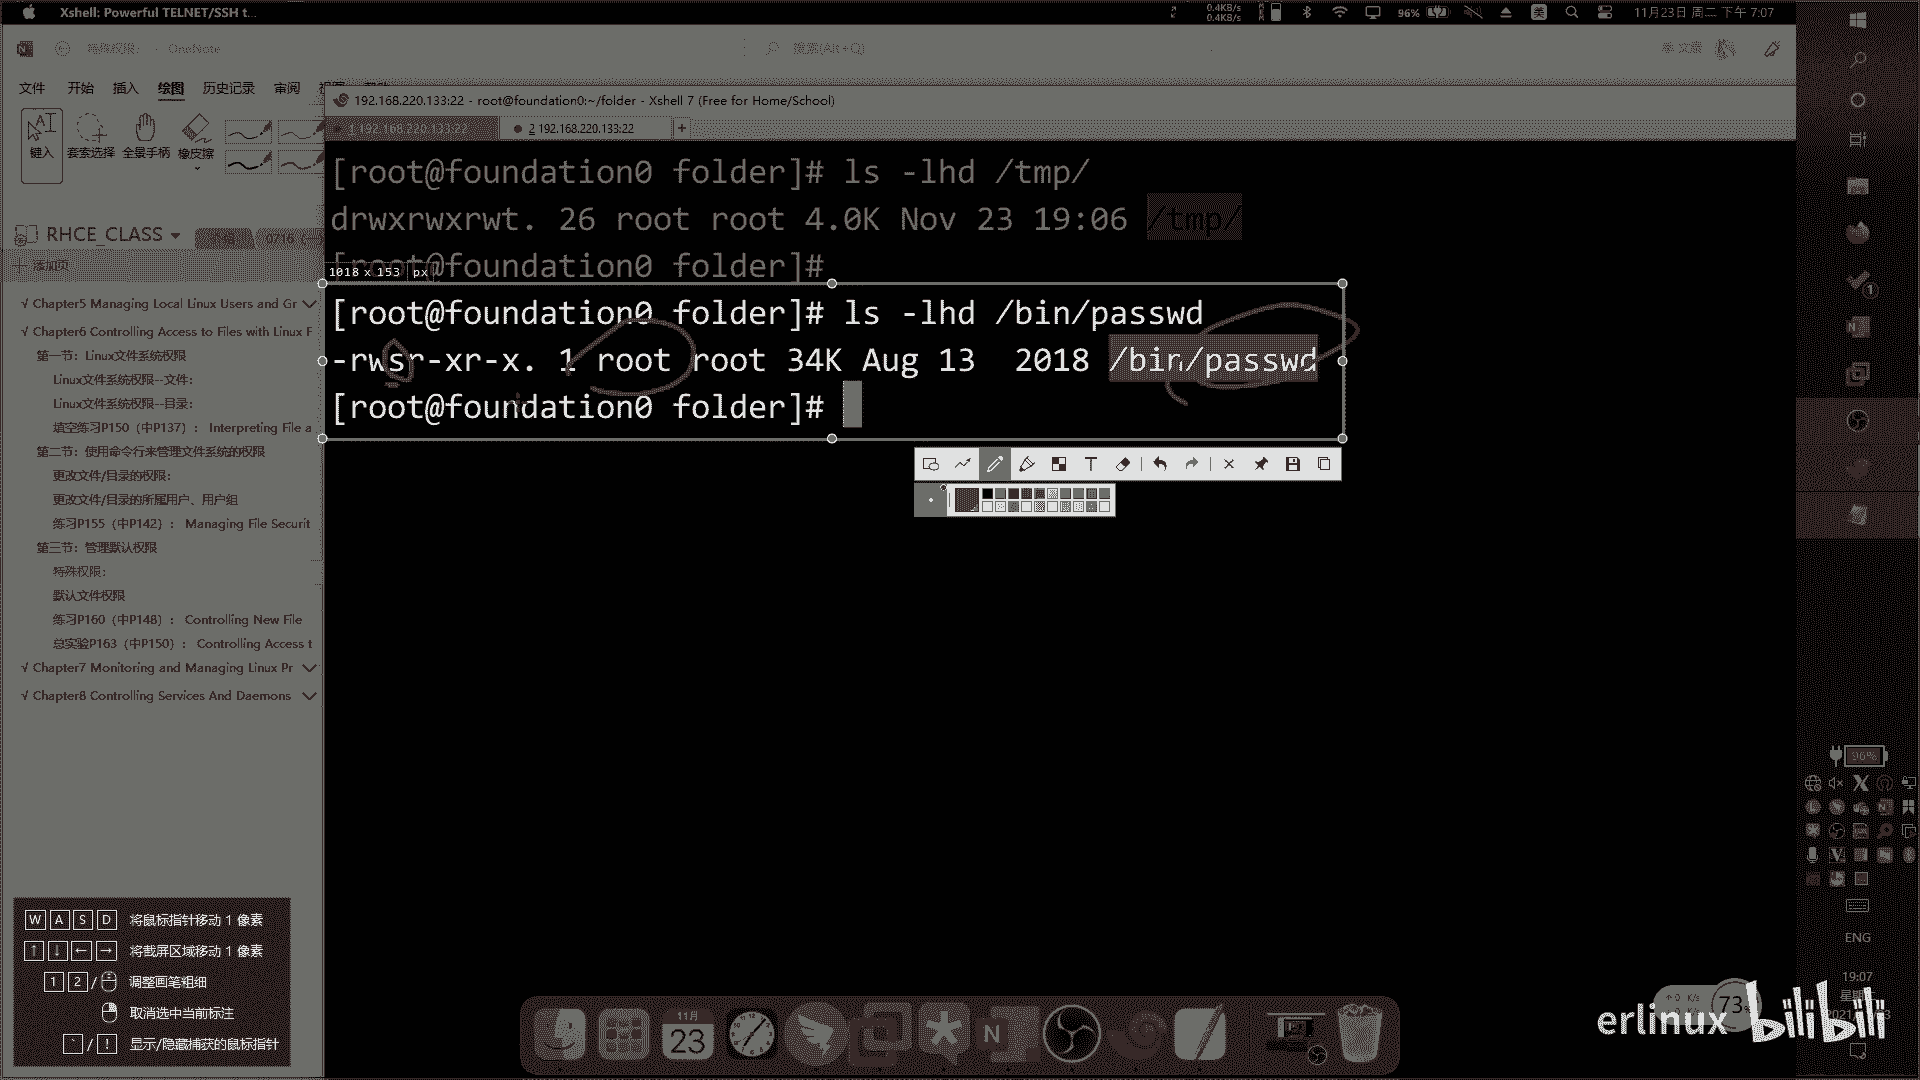 Xshell: Powerful TELNET/SSH t...
0.4KB/s
0.4KB/s
96%
美
11月23日 周二 下午 7:07
特殊权限: - OneNote
搜索(Alt+Q)
文件 开始 插入 绘图 历史记录 审阅
键入 套索选择 全景手柄 橡皮擦
192.168.220.133:22 - root@foundation0:~/folder - Xshell 7 (Free for Home/School)
1 192.168.220.133:22
2 192.168.220.133:22
+
[root@foundation0 folder]# ls -lhd /tmp/
drwxrwxrwt. 26 root root 4.0K Nov 23 19:06 /tmp/
[root@foundation0 folder]#
1018 x 153 px
[root@foundation0 folder]# ls -lhd /bin/passwd
-rwsr-xr-x. 1 root root 34K Aug 13 2018 /bin/passwd
[root@foundation0 folder]#
RHCE_CLASS
0716
添加页
√ Chapter5 Managing Local Linux Users and Gr
√ Chapter6 Controlling Access to Files with Linux F
第一节：Linux文件系统权限
Linux文件系统权限--文件:
Linux文件系统权限--目录:
填空练习P150（中P137）： Interpreting File a
第二节：使用命令行来管理文件系统的权限
更改文件/目录的权限:
更改文件/目录的所属用户、用户组
练习P155（中P142）： Managing File Securit
第三节：管理默认权限
特殊权限:
默认文件权限
练习P160（中P148）： Controlling New File
总实验P163（中P150）： Controlling Access t
√ Chapter7 Monitoring and Managing Linux Pr
√ Chapter8 Controlling Services And Daemons
W A S D 将鼠标指针移动 1 像素
↑ ↓ ← → 将截屏区域移动 1 像素
1 2 / 调整画笔粗细
取消选中当前标注
` / ! 显示/隐藏捕获的鼠标指针
11月
23
96%
ENG
19:07
73
erlinux bilibili